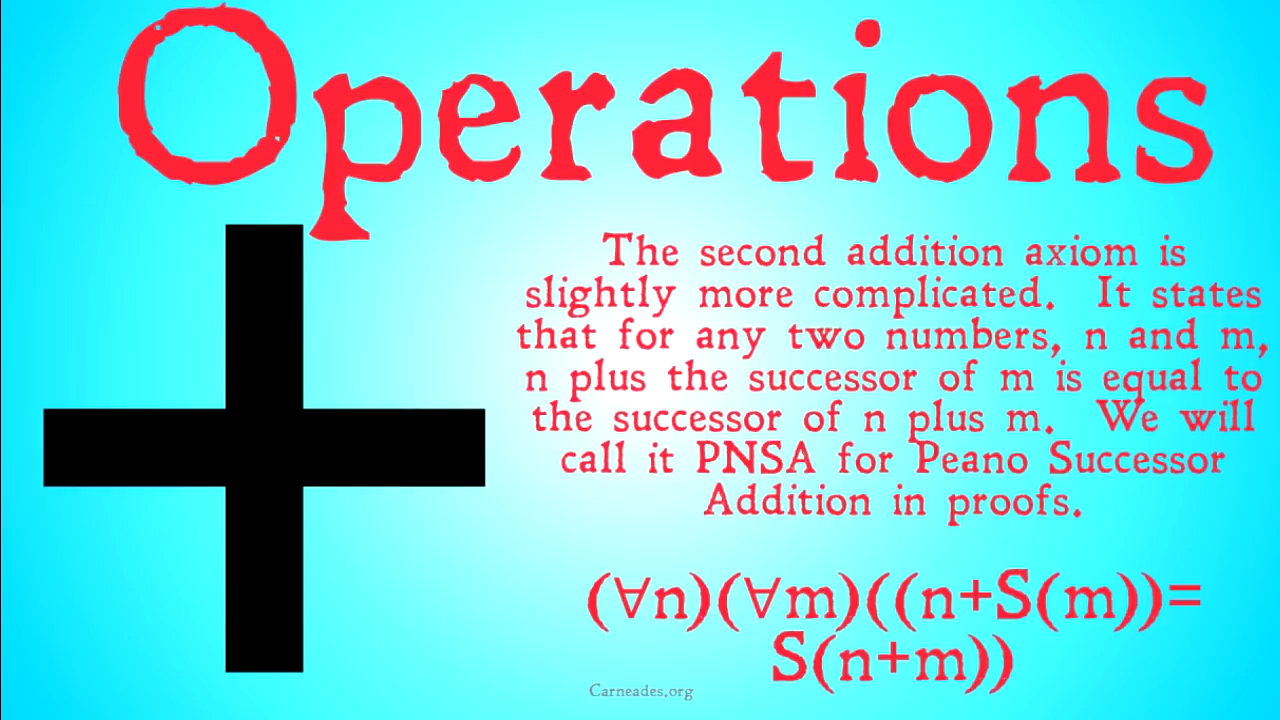 Operations
The second addition axiom is
slightly more complicated. It states
that for any two numbers, n and m,
n plus the successor of m is equal to
the successor of n plus m. We will
call it PNSA for Peano Successor
Addition in proofs.
(∀n)(∀m)((n+S(m))=
S(n+m))
Carneades.org